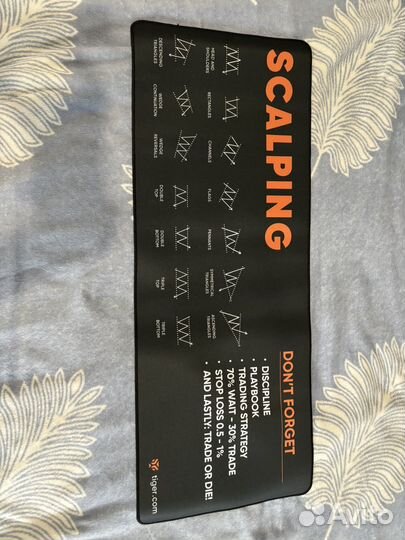 SCALPING
HEAD AND
SHOULDERS
RECTANGLES
CHANNELS
FLAGS
PENNANTS
SYMMETRICAL
TRIANGLES
ASCENDING
TRIANGLES
DESCENDING
TRIANGLES
WEDGE
CONTINUATION
WEDGE
REVERSALS
DOUBLE
TOP
DOUBLE
BOTTOM
TRIPLE
TOP
TRIPLE
BOTTOM
DON'T FORGET
• DISCIPLINE
• PLAYBOOK
• TRADING STRATEGY
• 70% WAIT - 30% TRADE
• STOP LOSS 0.5 - 1%
• AND LASTLY: TRADE OR DIE!
tiger.com
Avito